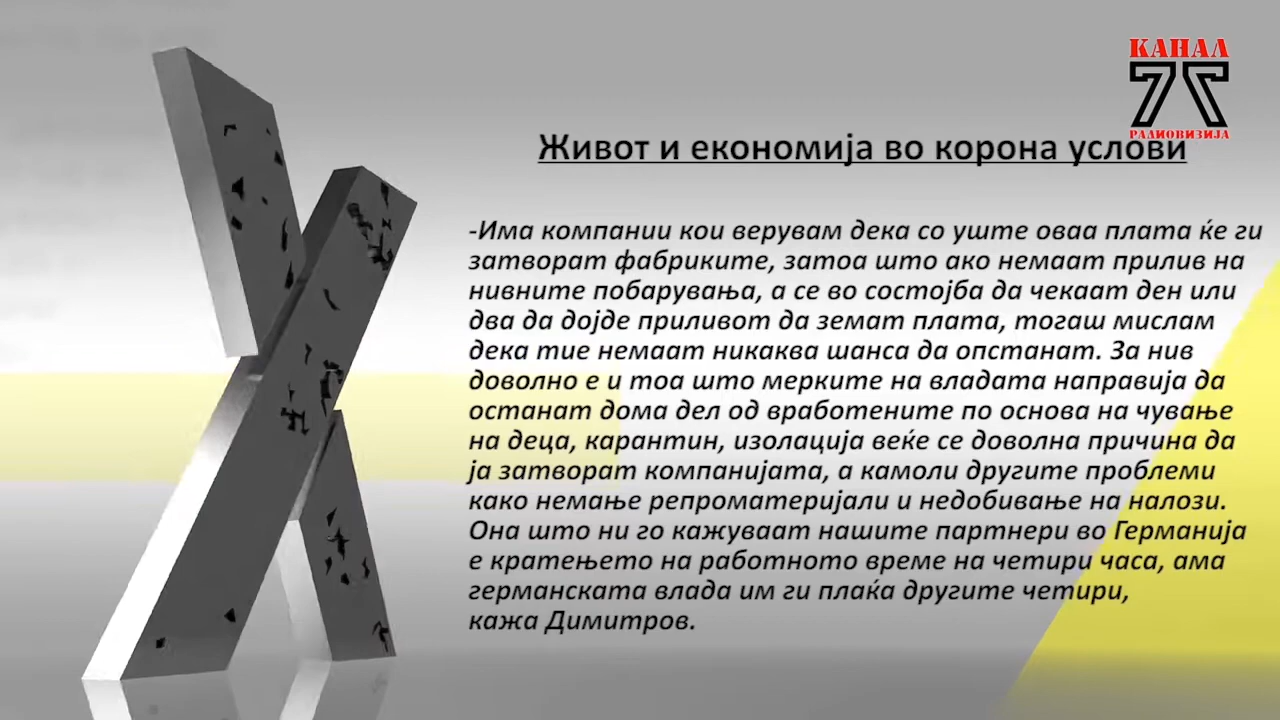 КАНАЛ
77
РАДИОВИЗИЈА
Живот и економија во корона услови
-Има компании кои верувам дека со уште оваа плата ќе ги
затворат фабриките, затоа што ако немаат прилив на
нивните побарувања, а се во состојба да чекаат ден или
два да дојде приливот да земат плата, тогаш мислам
дека тие немаат никаква шанса да опстанат. За нив
доволно е и тоа што мерките на владата направија да
останат дома дел од вработените по основа на чување
на деца, карантин, изолација веќе се доволна причина да
ја затворат компанијата, а камоли другите проблеми
како немање репроматеријали и недобивање на налози.
Она што ни го кажуваат нашите партнери во Германија
е кратењето на работното време на четири часа, ама
германската влада им ги плаќа другите четири,
кажа Димитров.